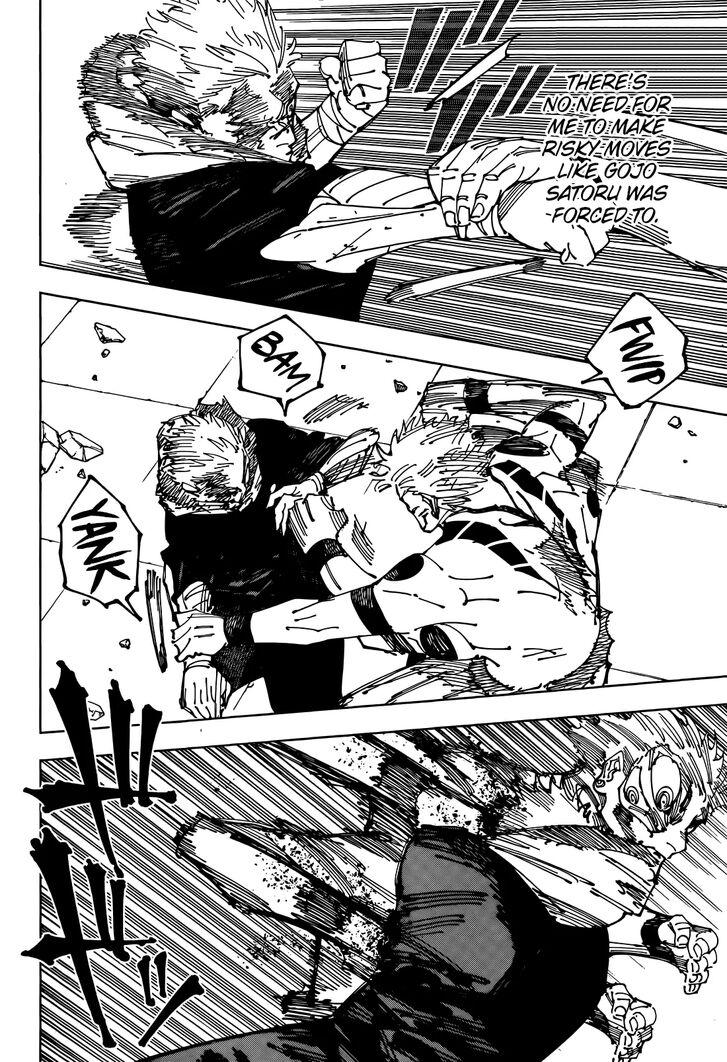 THERE'S
NO NEED FOR
ME TO MAKE
RISKY MOVES
LIKE GOJO
SATORU WAS
FORCED TO.
FWIP
BAM
YANK